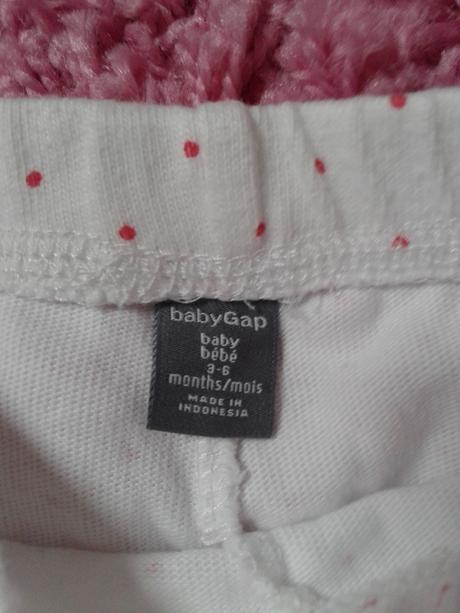 babyGap
baby
bébé
3-6
months/mois
MADE IN
INDONESIA